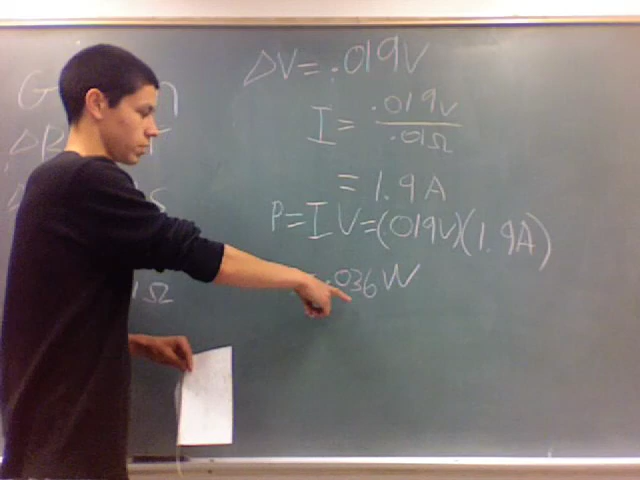 ΔV = .019V
I = .019V / .01Ω
= 1.9A
P = IV = (.019V)(1.9A)
.036W
Ω